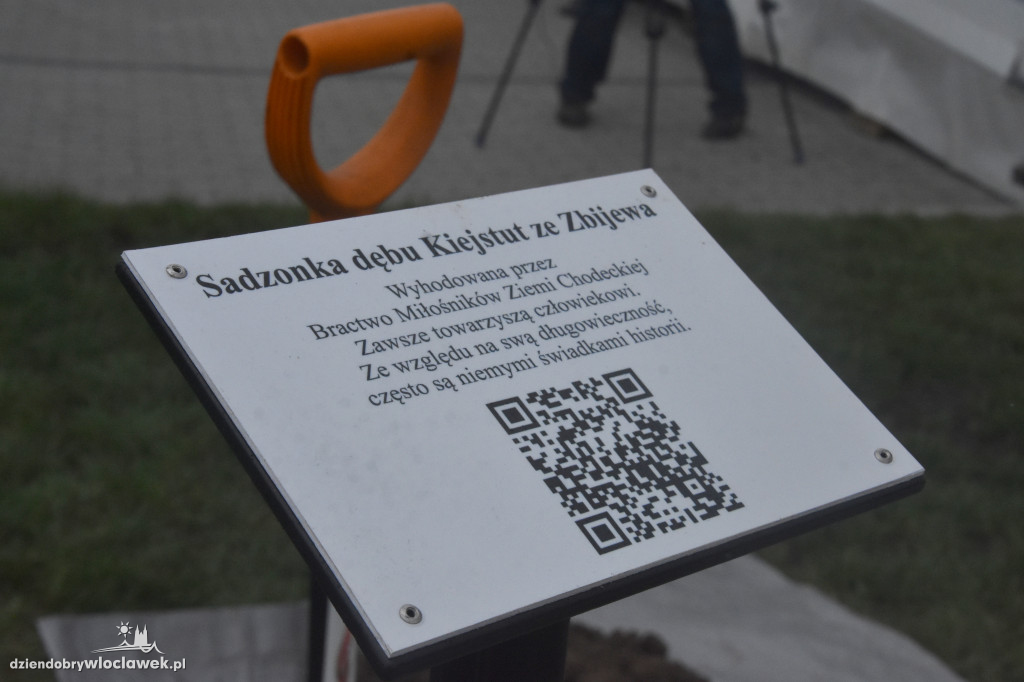 Sadzonka dębu Kiejstut ze Zbijewa
Wyhodowana przez
Bractwo Miłośników Ziemi Chodeckiej
Zawsze towarzyszą człowiekowi.
Ze względu na swą długowieczność,
często są niemymi świadkami historii.
dziendobrywloclawek.pl